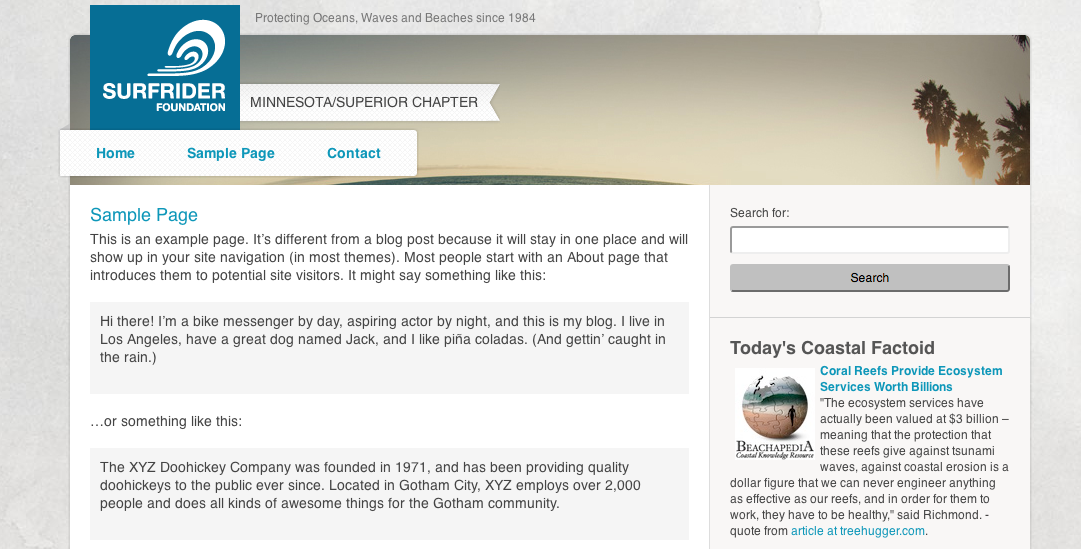 Protecting Oceans, Waves and Beaches since 1984
SURFRIDER
FOUNDATION
MINNESOTA/SUPERIOR CHAPTER
Home Sample Page Contact
Sample Page
This is an example page. It’s different from a blog post because it will stay in one place and will
show up in your site navigation (in most themes). Most people start with an About page that
introduces them to potential site visitors. It might say something like this:
Hi there! I’m a bike messenger by day, aspiring actor by night, and this is my blog. I live in
Los Angeles, have a great dog named Jack, and I like piña coladas. (And gettin’ caught in
the rain.)
…or something like this:
The XYZ Doohickey Company was founded in 1971, and has been providing quality
doohickeys to the public ever since. Located in Gotham City, XYZ employs over 2,000
people and does all kinds of awesome things for the Gotham community.
Search for:
Search
Today's Coastal Factoid
Coral Reefs Provide Ecosystem
Services Worth Billions
"The ecosystem services have
actually been valued at $3 billion –
meaning that the protection that
these reefs give against tsunami
waves, against coastal erosion is a
dollar figure that we can never engineer anything
as effective as our reefs, and in order for them to
work, they have to be healthy," said Richmond. -
quote from article at treehugger.com.
BEACHAPEDIA
Coastal Knowledge Resource